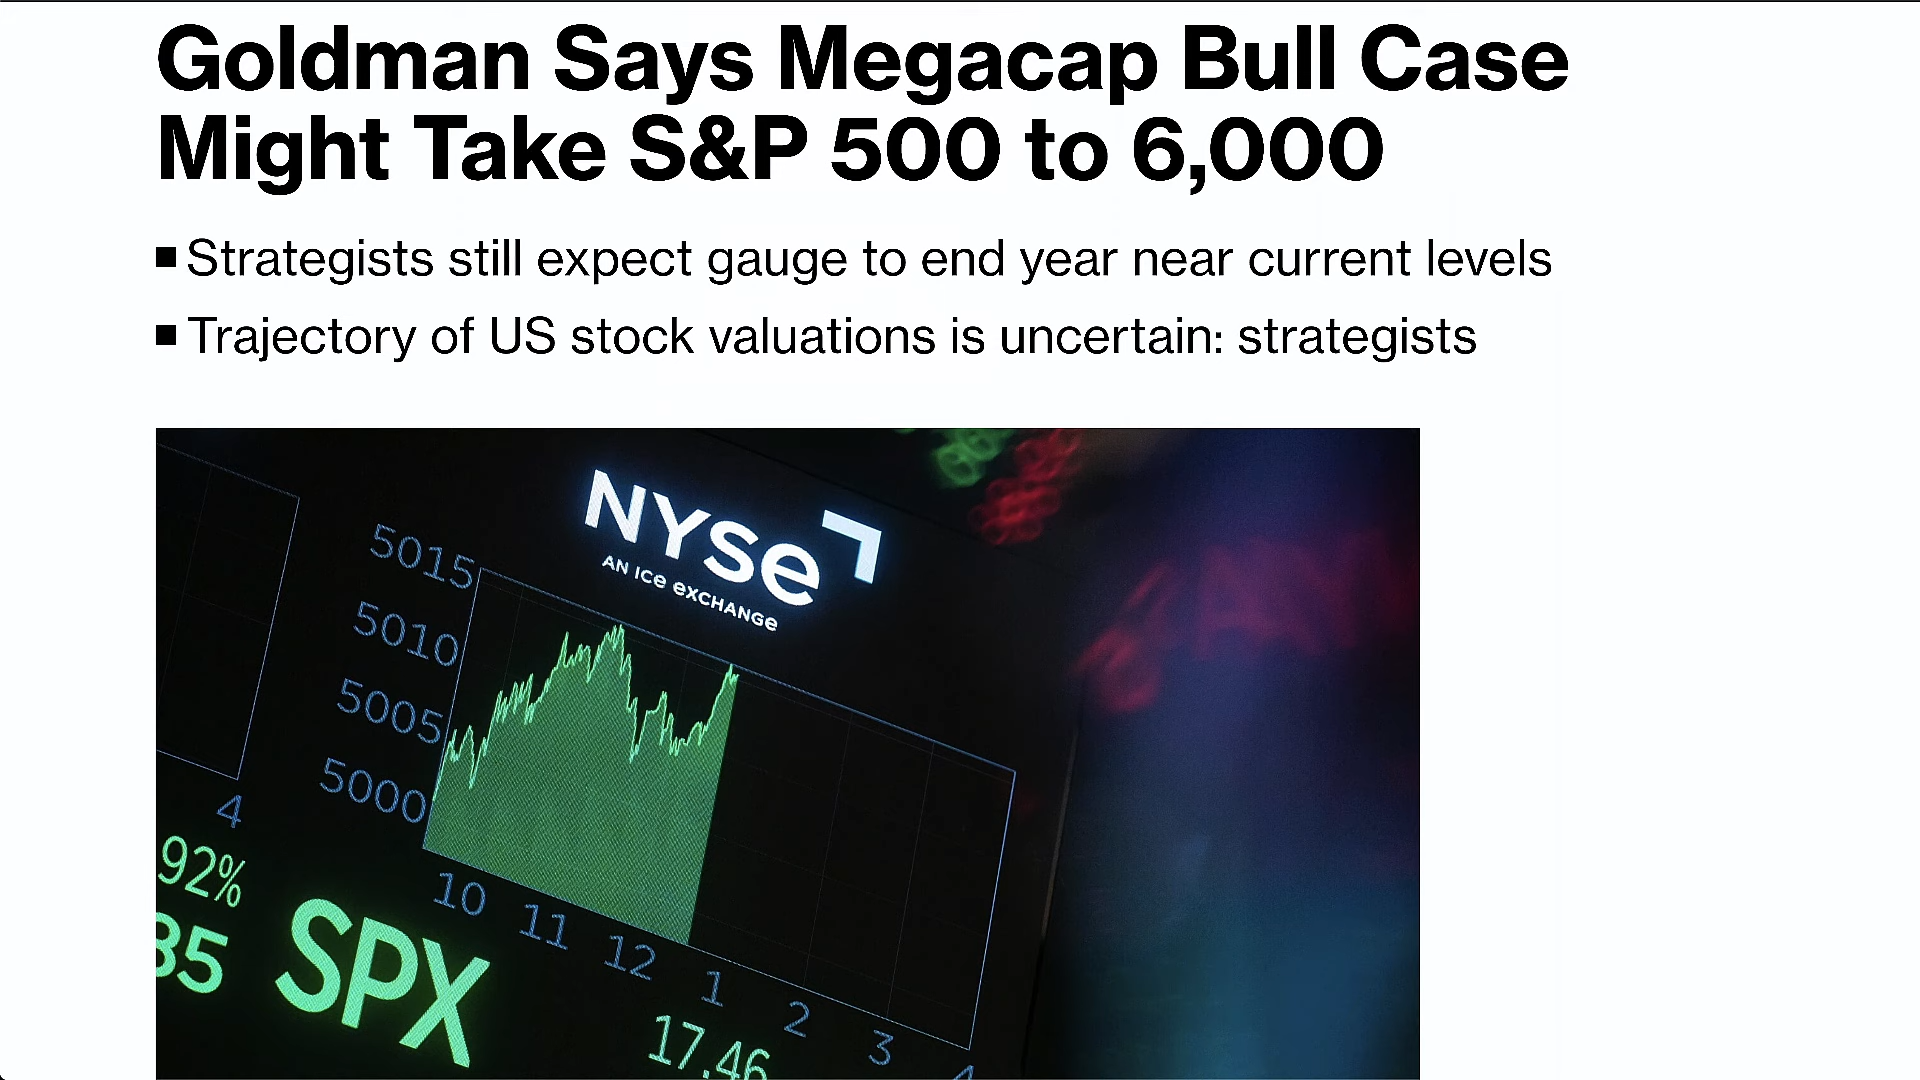 Goldman Says Megacap Bull Case
Might Take S&P 500 to 6,000
■ Strategists still expect gauge to end year near current levels
■ Trajectory of US stock valuations is uncertain: strategists
NYSE
AN ICE EXCHANGE
5015
5010
5005
5000
4
10 11 12 1 2 3 4
92%
35
SPX
17.46